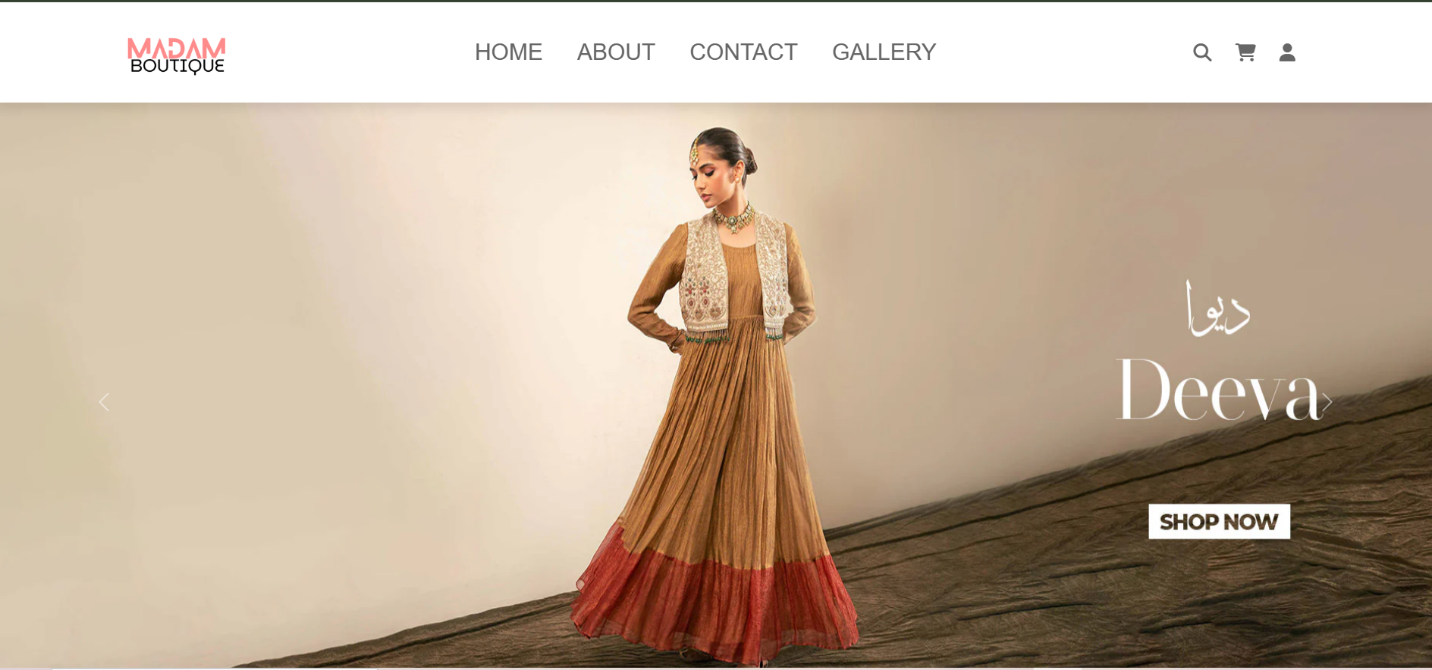 MADAM
BOUTIQUE
HOME ABOUT CONTACT GALLERY
دیوا
Deeva
SHOP NOW